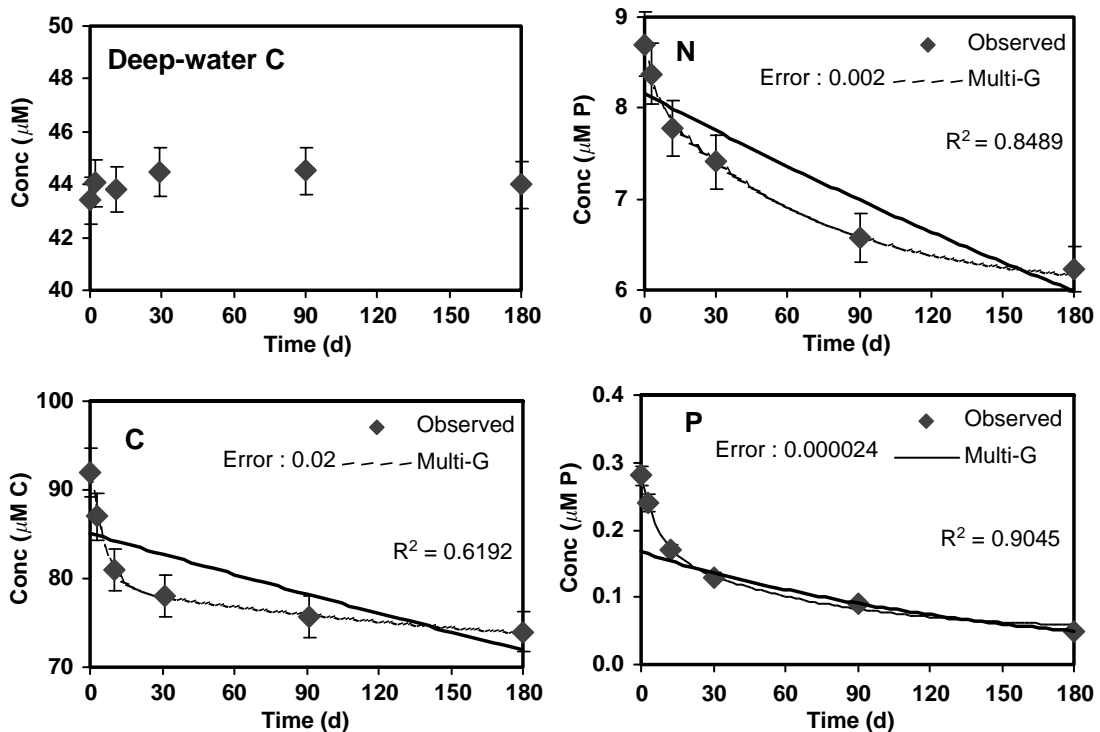 Deep-water C
Conc (μM)
50
48
46
44
42
40
0 30 60 90 120 150 180
Time (d)
N
Observed
Error : 0.002
Multi-G
R² = 0.8489
Conc (μM P)
9
8
7
6
0 30 60 90 120 150 180
Time (d)
C
Observed
Error : 0.02
Multi-G
R² = 0.6192
Conc (μM C)
100
90
80
70
0 30 60 90 120 150 180
Time (d)
P
Observed
Error : 0.000024
Multi-G
R² = 0.9045
Conc (μM P)
0.4
0.3
0.2
0.1
0.0
0 30 60 90 120 150 180
Time (d)